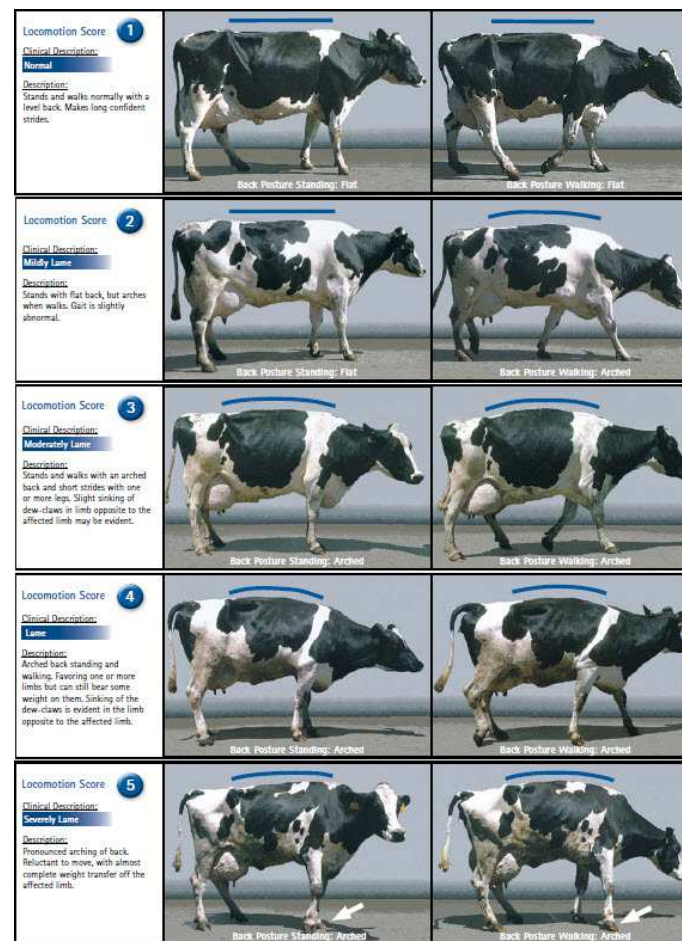 Locomotion Score 1
Clinical Description:
Normal
Description:
Stands and walks normally with a
level back. Makes long confident
strides.
Back Posture Standing: Flat
Back Posture Walking: Flat
Locomotion Score 2
Clinical Description:
Mildly Lame
Description:
Stands with flat back, but arches
when walks. Gait is slightly
abnormal.
Back Posture Standing: Flat
Back Posture Walking: Arched
Locomotion Score 3
Clinical Description:
Moderately Lame
Description:
Stands and walks with an arched
back and short strides with one
or more legs. Slight sinking of
dew-claws in limb opposite to the
affected limb may be evident.
Back Posture Standing: Arched
Back Posture Walking: Arched
Locomotion Score 4
Clinical Description:
Lame
Description:
Arched back standing and
walking. Favoring one or more
limbs but can still bear some
weight on them. Sinking of the
dew-claws is evident in the limb
opposite to the affected limb.
Back Posture Standing: Arched
Back Posture Walking: Arched
Locomotion Score 5
Clinical Description:
Severely Lame
Description:
Pronounced arching of back.
Reluctant to move, with almost
complete weight transfer off the
affected limb.
Back Posture Standing: Arched
Back Posture Walking: Arched